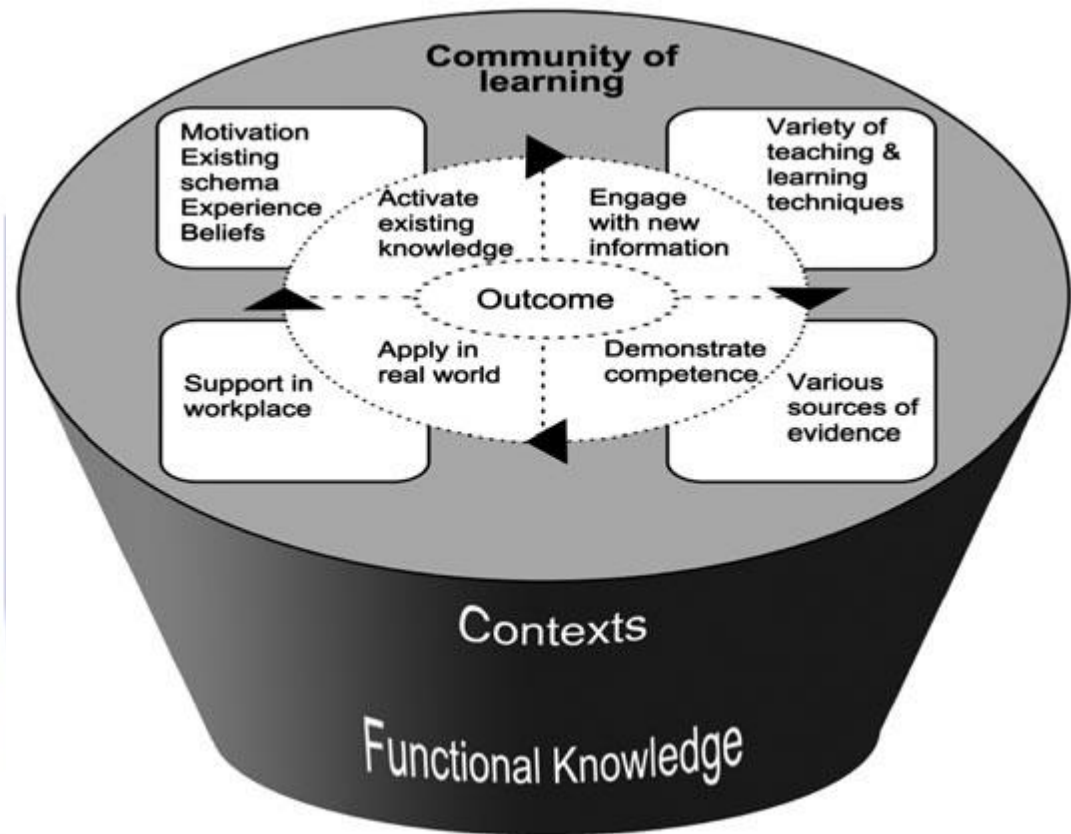 Community of
learning
Motivation
Existing
schema
Experience
Beliefs
Variety of
teaching &
learning
techniques
Activate
existing
knowledge
Engage
with new
information
Outcome
Apply in
real world
Demonstrate
competence
Support in
workplace
Various
sources of
evidence
Contexts
Functional Knowledge